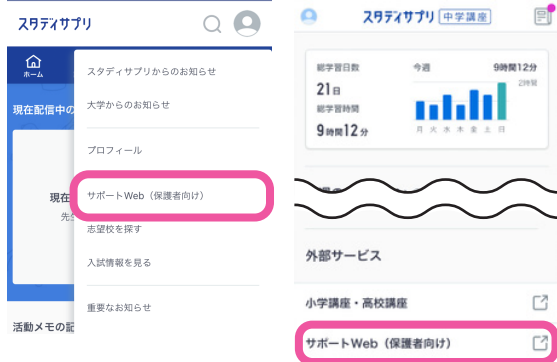 スタディサプリ
ホーム
スタディサプリからのお知らせ
現在配信中の
大学からのお知らせ
プロフィール
現在
サポートWeb（保護者向け）
先
志望校を探す
入試情報を見る
重要なお知らせ
活動メモの記
スタディサプリ 中学講座
総学習日数
今週
9時間12分
21日
2時間
総学習時間
9時間12分
月 火 水 木 金 土 日
外部サービス
小学講座・高校講座
サポートWeb（保護者向け）